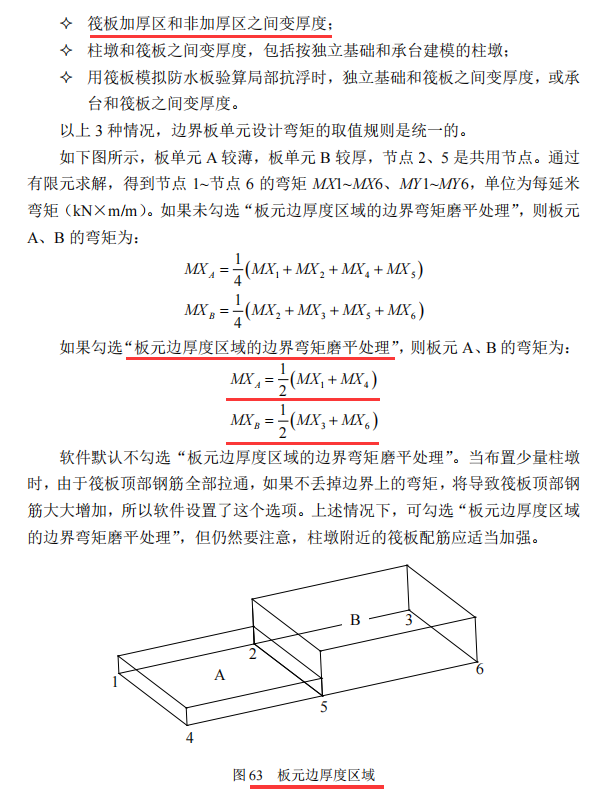 ✧ 筏板加厚区和非加厚区之间变厚度;
✧ 柱墩和筏板之间变厚度，包括按独立基础和承台建模的柱墩;
✧ 用筏板模拟防水板验算局部抗浮时，独立基础和筏板之间变厚度，或承
台和筏板之间变厚度。
以上 3 种情况，边界板单元设计弯矩的取值规则是统一的。
如下图所示，板单元 A 较薄，板单元 B 较厚，节点 2、5 是共用节点。通过
有限元求解，得到节点 1~节点 6 的弯矩 MX1~MX6、MY1~MY6，单位为每延米
弯矩（kN×m/m）。如果未勾选“板元边厚度区域的边界弯矩磨平处理”，则板元
A、B 的弯矩为：
MX_A = 1/4 (MX_1 + MX_2 + MX_4 + MX_5)
MX_B = 1/4 (MX_2 + MX_3 + MX_5 + MX_6)
如果勾选“板元边厚度区域的边界弯矩磨平处理”，则板元 A、B 的弯矩为：
MX_A = 1/2 (MX_1 + MX_4)
MX_B = 1/2 (MX_3 + MX_6)
软件默认不勾选“板元边厚度区域的边界弯矩磨平处理”。当布置少量柱墩
时，由于筏板顶部钢筋全部拉通，如果不丢掉边界上的弯矩，将导致筏板顶部钢
筋大大增加，所以软件设置了这个选项。上述情况下，可勾选“板元边厚度区域
的边界弯矩磨平处理”，但仍然要注意，柱墩附近的筏板配筋应适当加强。
B
3
2
1
A
6
5
4
图 63 板元边厚度区域